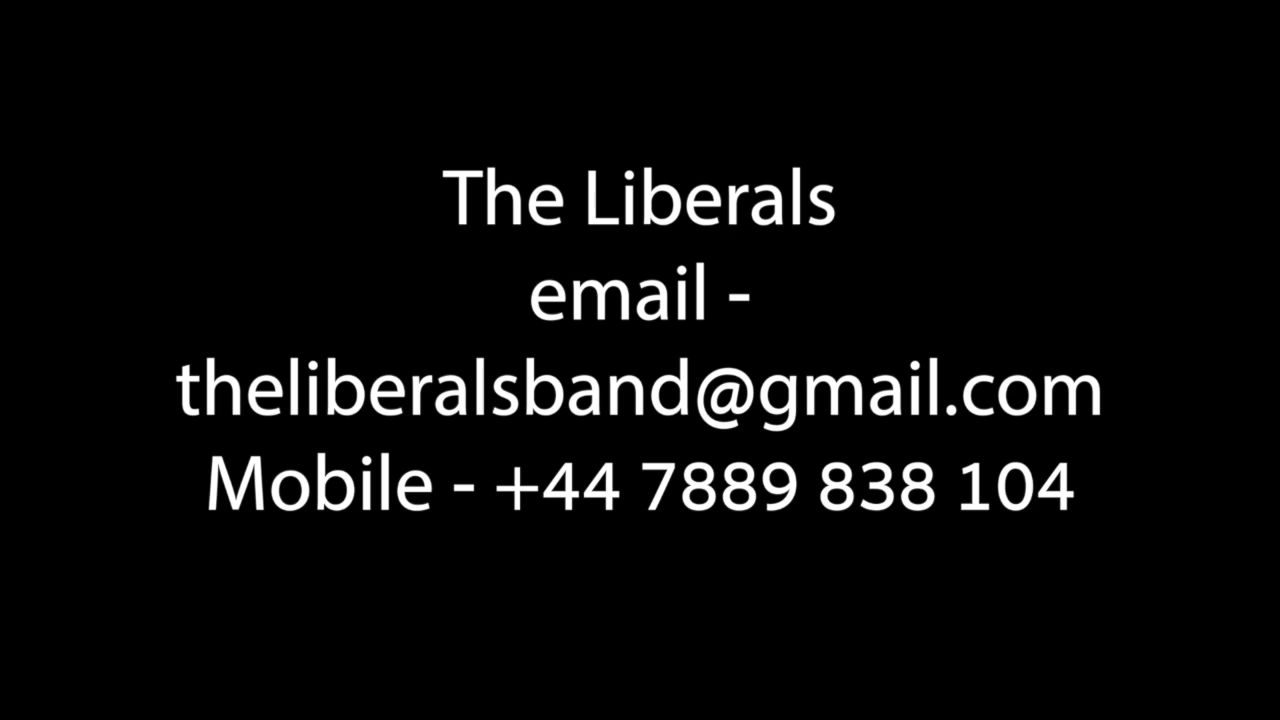 The Liberals
email -
theliberalsband@gmail.com
Mobile - +44 7889 838 104